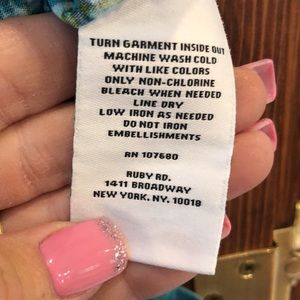 TURN GARMENT INSIDE OUT
MACHINE WASH COLD
WITH LIKE COLORS
ONLY NON-CHLORINE
BLEACH WHEN NEEDED
LINE DRY
LOW IRON AS NEEDED
DO NOT IRON
EMBELLISHMENTS
RN 107680
RUBY RD.
1411 BROADWAY
NEW YORK, NY. 10018